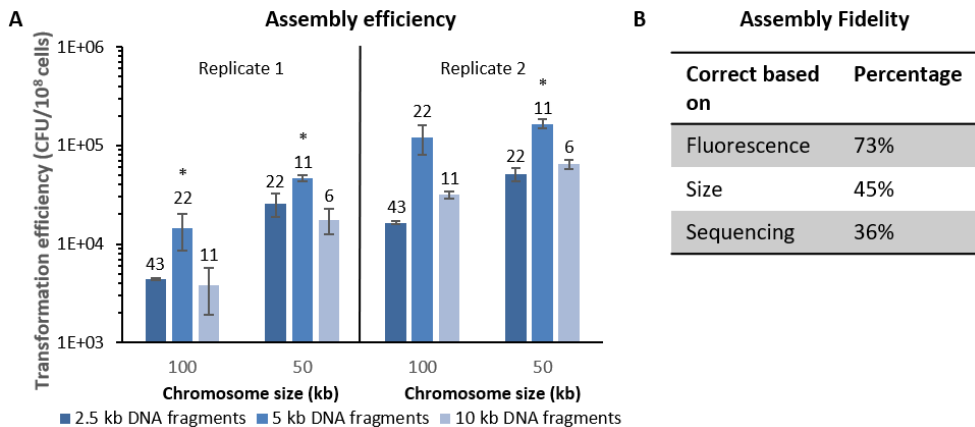 A
Assembly efficiency
Transformation efficiency (CFU/10⁸ cells)
1E+06
1E+05
1E+04
1E+03
Replicate 1
Replicate 2
43
*
22
11
22
*
11
6
43
22
11
22
*
11
6
100
50
100
50
Chromosome size (kb)
Chromosome size (kb)
2.5 kb DNA fragments
5 kb DNA fragments
10 kb DNA fragments
B
Assembly Fidelity
Correct based
on
Percentage
Fluorescence
73%
Size
45%
Sequencing
36%